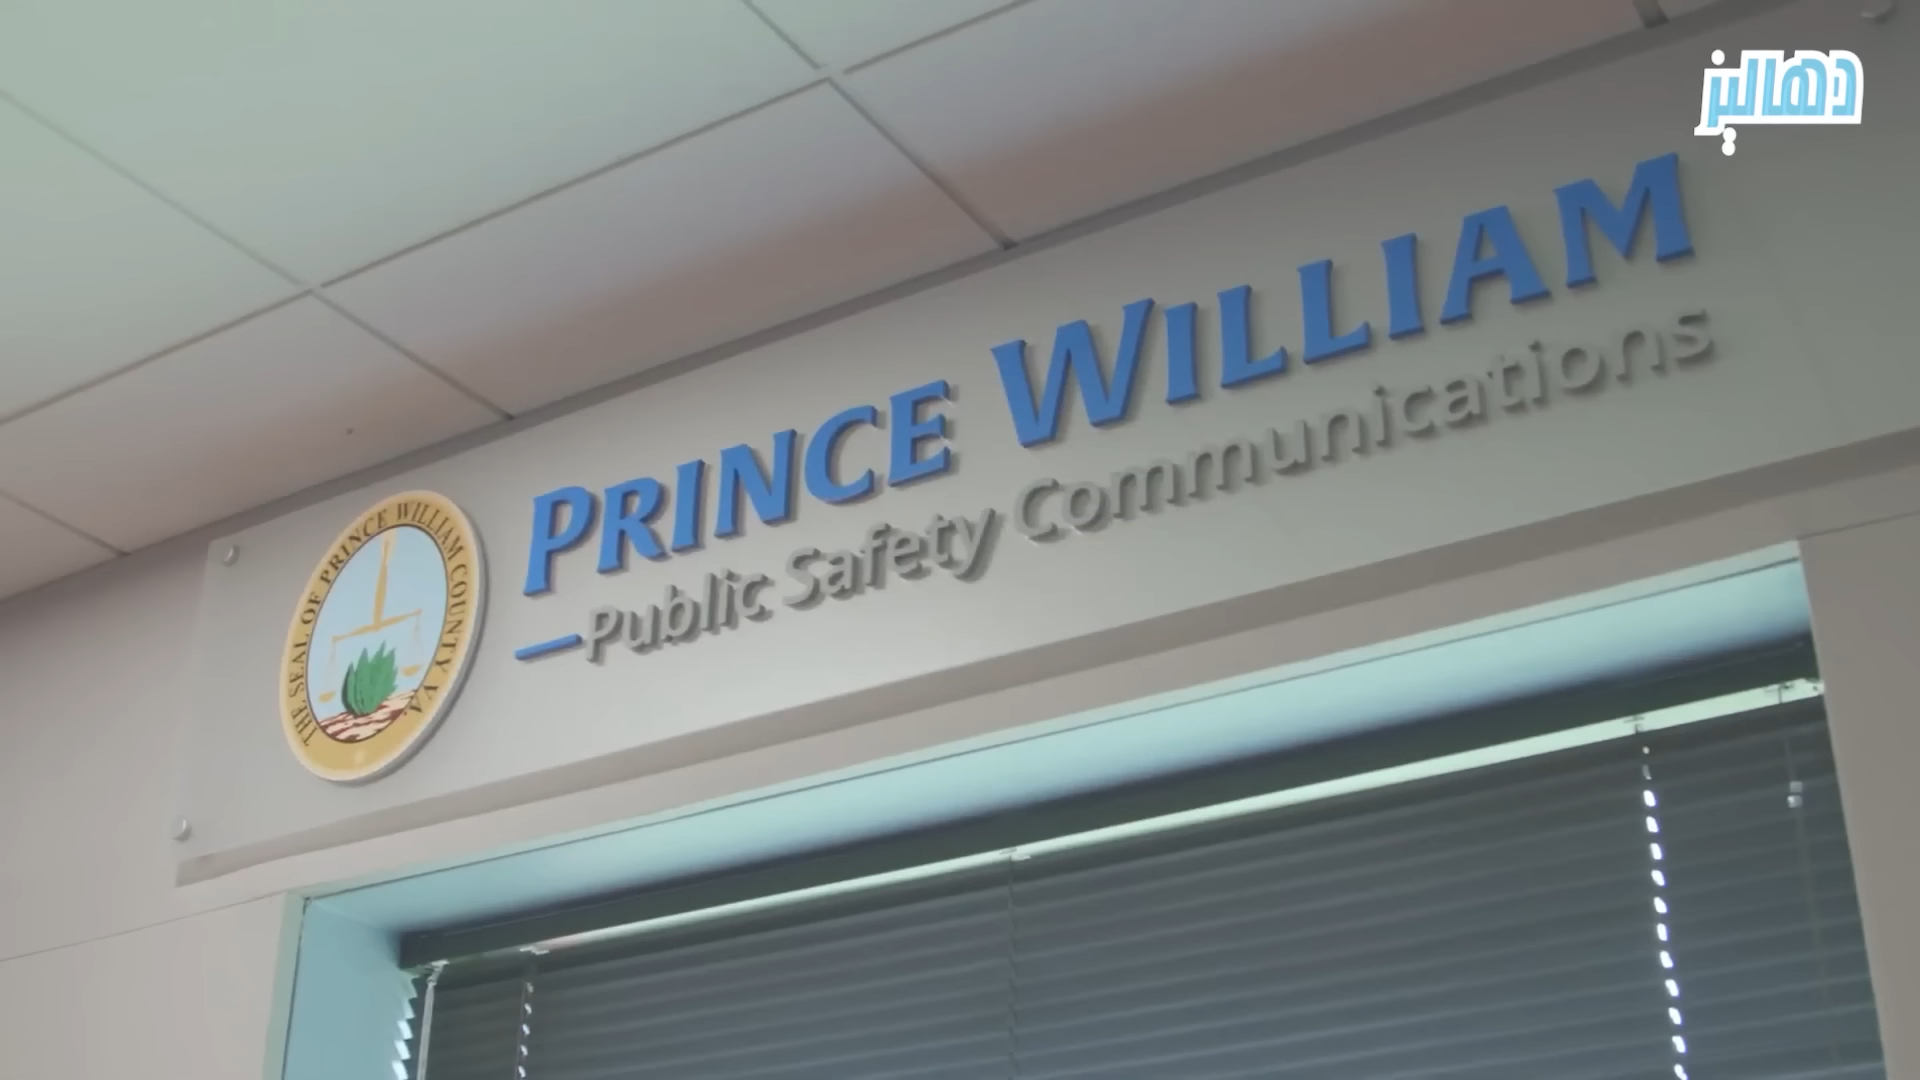 دهاليز
PRINCE WILLIAM
Public Safety Communications
THE SEAL OF PRINCE WILLIAM COUNTY VA.